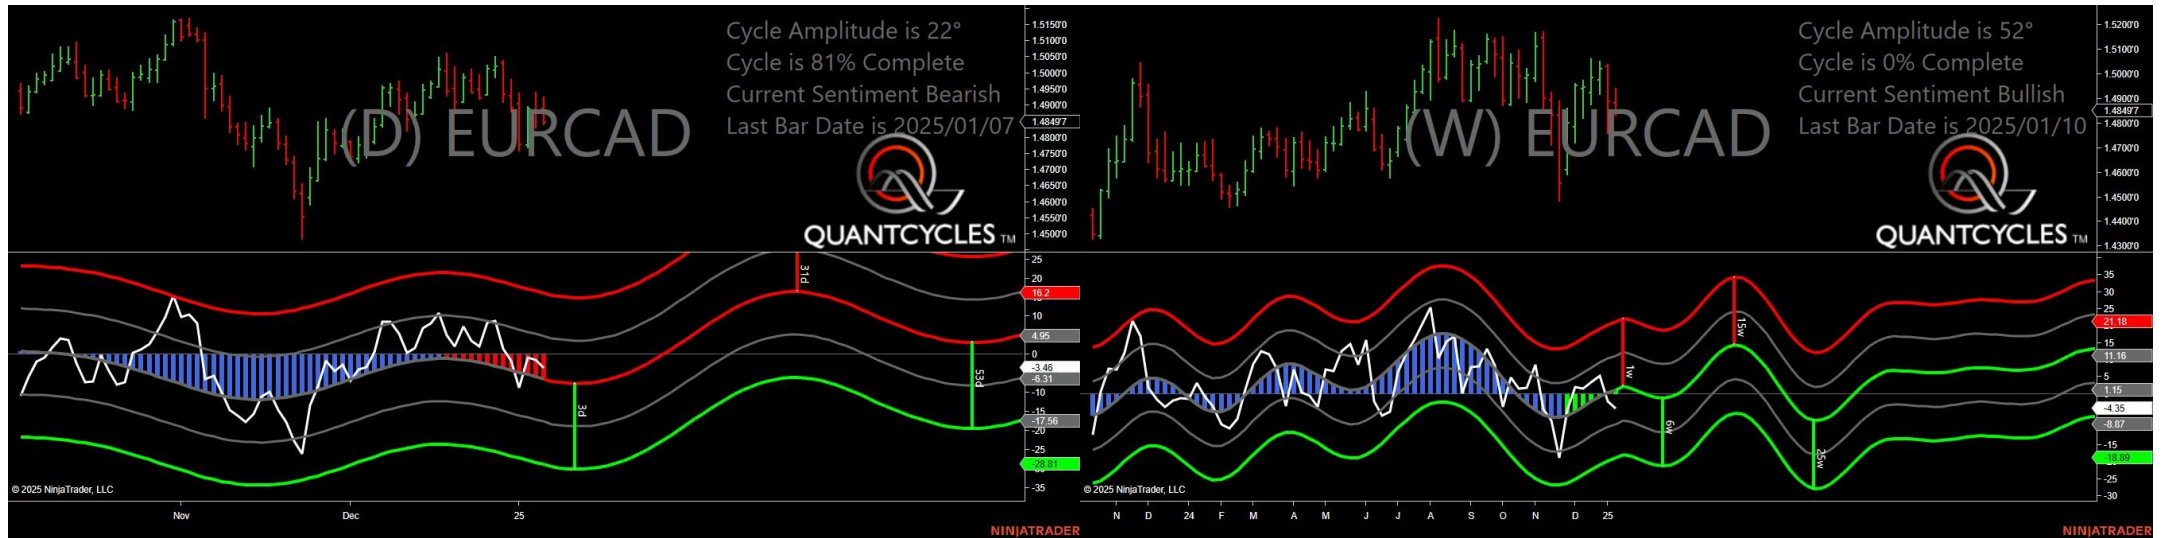 Cycle Amplitude is 22°
Cycle is 81% Complete
Current Sentiment Bearish
Last Bar Date is 2025/01/07
(D) EURCAD
QUANTCYCLES TM
1.5150'0
1.5100'0
1.5050'0
1.5000'0
1.4950'0
1.4900'0
1.4849'7
1.4800'0
1.4750'0
1.4700'0
1.4650'0
1.4600'0
1.4550'0
1.4500'0
31d
3d
53d
25
20
16.2
10
4.95
0
-3.46
-6.31
-10
-15
-17.56
-20
-25
-28.81
-35
© 2025 NinjaTrader, LLC
Nov
Dec
25
NINJATRADER
Cycle Amplitude is 52°
Cycle is 0% Complete
Current Sentiment Bullish
Last Bar Date is 2025/01/10
(W) EURCAD
QUANTCYCLES TM
1.5200'0
1.5100'0
1.5000'0
1.4900'0
1.4849'7
1.4800'0
1.4700'0
1.4600'0
1.4500'0
1.4400'0
1.4300'0
1w
6w
15w
25w
35
30
25
21.18
15
11.16
5
1.15
-4.35
-8.87
-15
-18.89
-25
-30
© 2025 NinjaTrader, LLC
N D 24 F M A M J J A S O N D 25
NINJATRADER